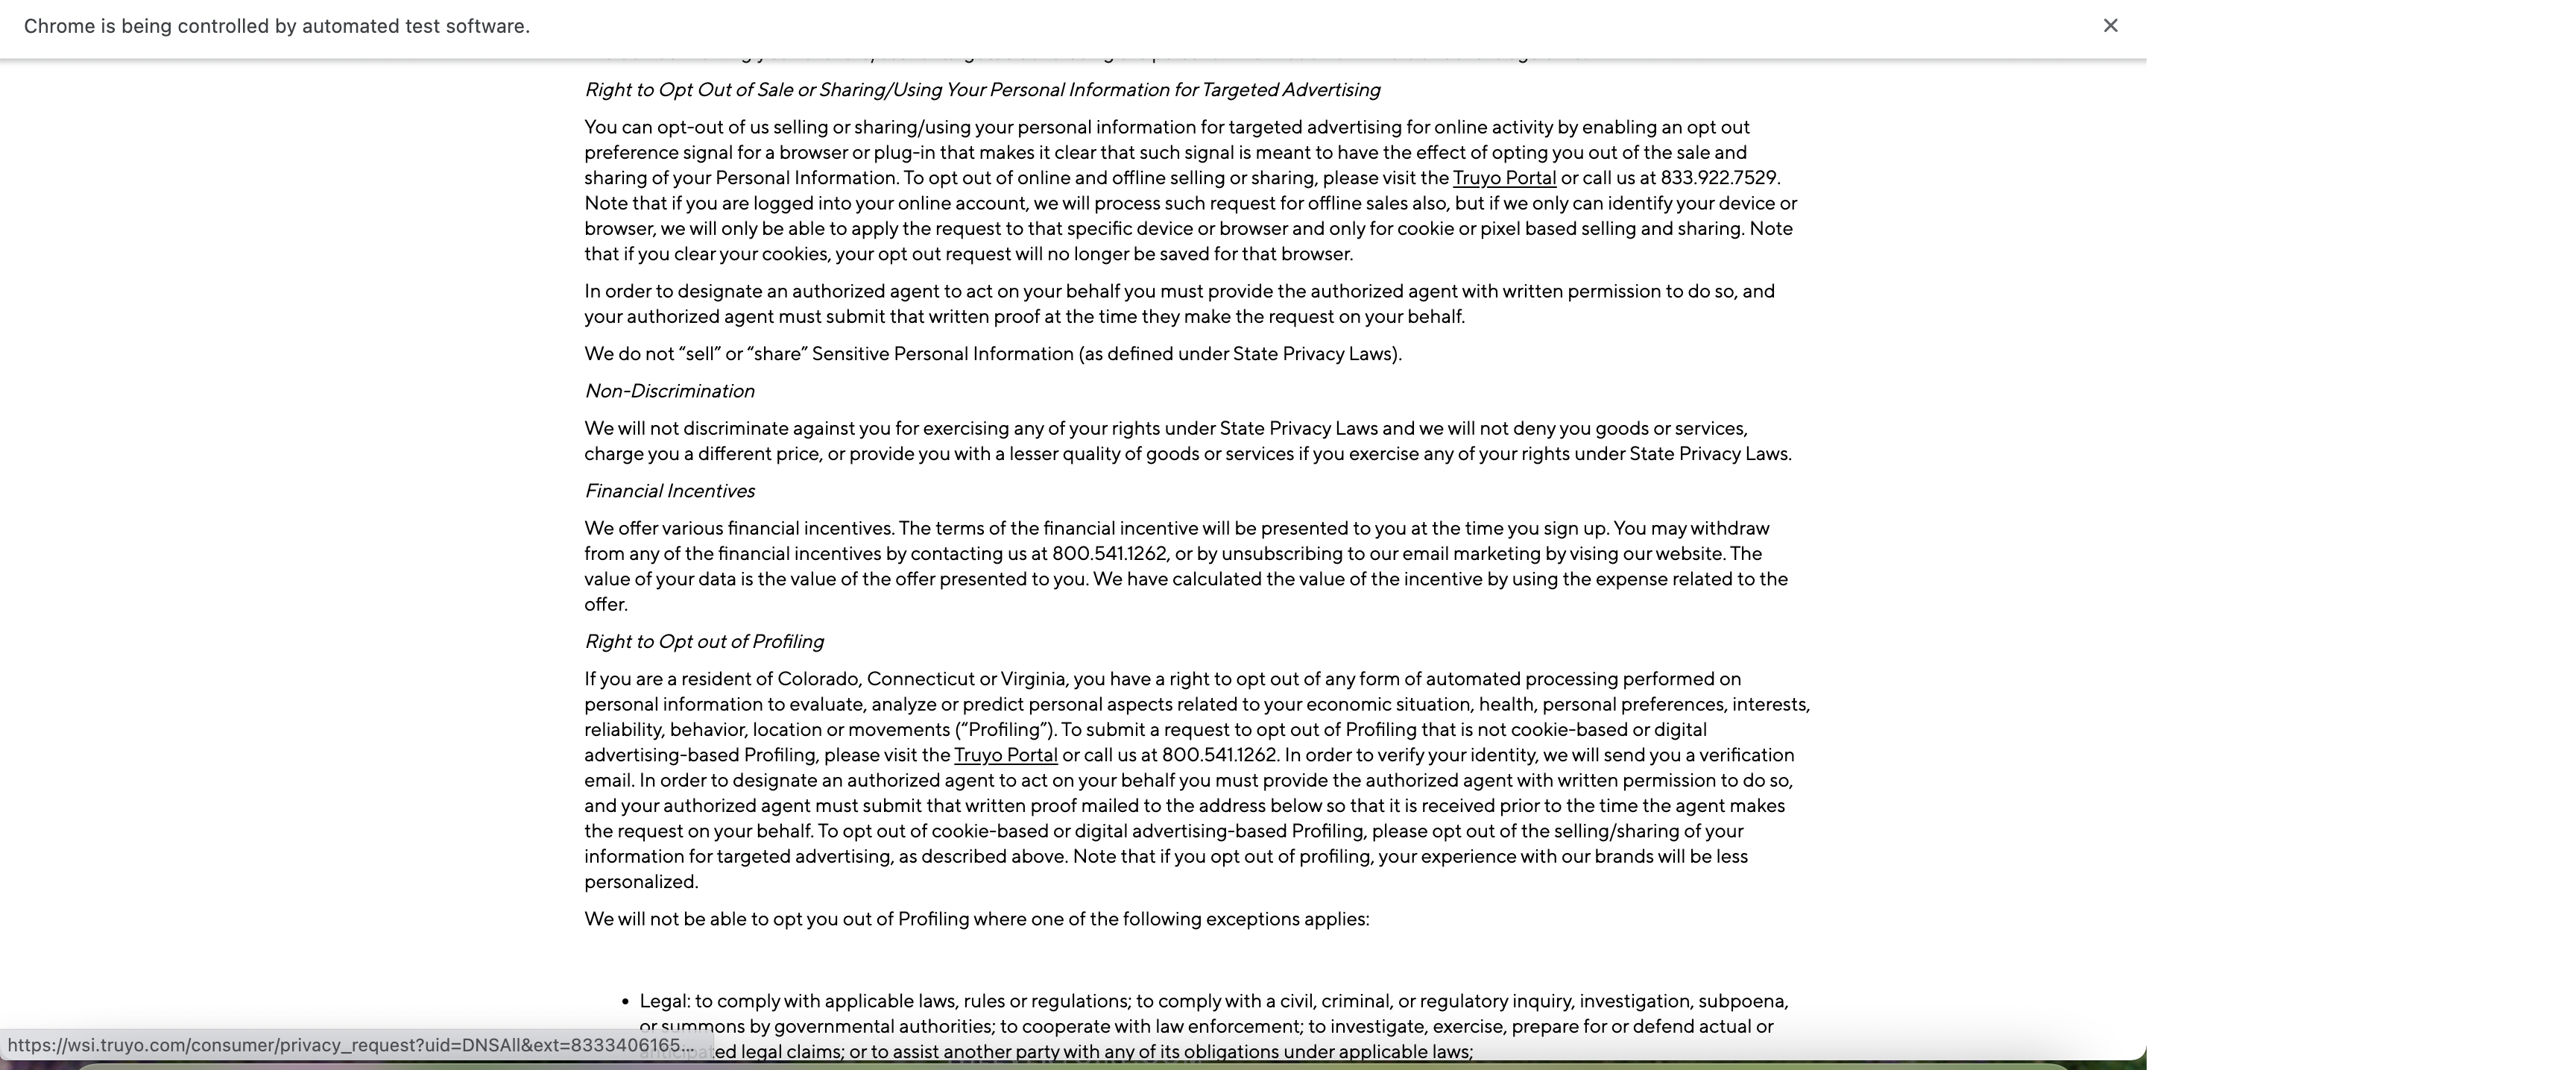 Chrome is being controlled by automated test software.
Right to Opt Out of Sale or Sharing/Using Your Personal Information for Targeted Advertising
You can opt-out of us selling or sharing/using your personal information for targeted advertising for online activity by enabling an opt out
preference signal for a browser or plug-in that makes it clear that such signal is meant to have the effect of opting you out of the sale and
sharing of your Personal Information. To opt out of online and offline selling or sharing, please visit the Truyo Portal or call us at 833.922.7529.
Note that if you are logged into your online account, we will process such request for offline sales also, but if we only can identify your device or
browser, we will only be able to apply the request to that specific device or browser and only for cookie or pixel based selling and sharing. Note
that if you clear your cookies, your opt out request will no longer be saved for that browser.
In order to designate an authorized agent to act on your behalf you must provide the authorized agent with written permission to do so, and
your authorized agent must submit that written proof at the time they make the request on your behalf.
We do not “sell” or “share” Sensitive Personal Information (as defined under State Privacy Laws).
Non-Discrimination
We will not discriminate against you for exercising any of your rights under State Privacy Laws and we will not deny you goods or services,
charge you a different price, or provide you with a lesser quality of goods or services if you exercise any of your rights under State Privacy Laws.
Financial Incentives
We offer various financial incentives. The terms of the financial incentive will be presented to you at the time you sign up. You may withdraw
from any of the financial incentives by contacting us at 800.541.1262, or by unsubscribing to our email marketing by vising our website. The
value of your data is the value of the offer presented to you. We have calculated the value of the incentive by using the expense related to the
offer.
Right to Opt out of Profiling
If you are a resident of Colorado, Connecticut or Virginia, you have a right to opt out of any form of automated processing performed on
personal information to evaluate, analyze or predict personal aspects related to your economic situation, health, personal preferences, interests,
reliability, behavior, location or movements (“Profiling”). To submit a request to opt out of Profiling that is not cookie-based or digital
advertising-based Profiling, please visit the Truyo Portal or call us at 800.541.1262. In order to verify your identity, we will send you a verification
email. In order to designate an authorized agent to act on your behalf you must provide the authorized agent with written permission to do so,
and your authorized agent must submit that written proof mailed to the address below so that it is received prior to the time the agent makes
the request on your behalf. To opt out of cookie-based or digital advertising-based Profiling, please opt out of the selling/sharing of your
information for targeted advertising, as described above. Note that if you opt out of profiling, your experience with our brands will be less
personalized.
We will not be able to opt you out of Profiling where one of the following exceptions applies:
• Legal: to comply with applicable laws, rules or regulations; to comply with a civil, criminal, or regulatory inquiry, investigation, subpoena,
or summons by governmental authorities; to cooperate with law enforcement; to investigate, exercise, prepare for or defend actual or
anticipated legal claims; or to assist another party with any of its obligations under applicable laws;
https://wsi.truyo.com/consumer/privacy_request?uid=DNSAll&ext=8333406165...